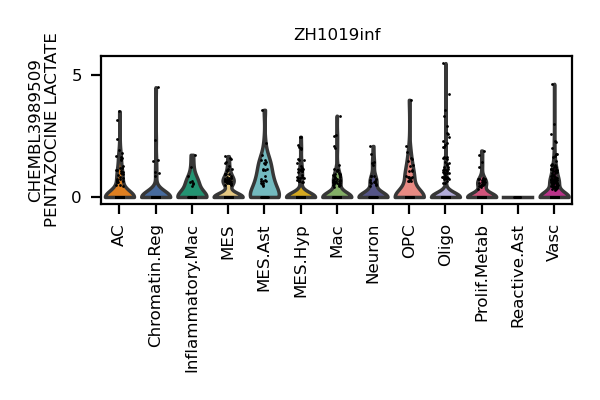 ZH1019inf
CHEMBL3989509
PENTAZOCINE LACTATE
5
0
AC
Chromatin.Reg
Inflammatory.Mac
MES
MES.Ast
MES.Hyp
Mac
Neuron
OPC
Oligo
Prolif.Metab
Reactive.Ast
Vasc